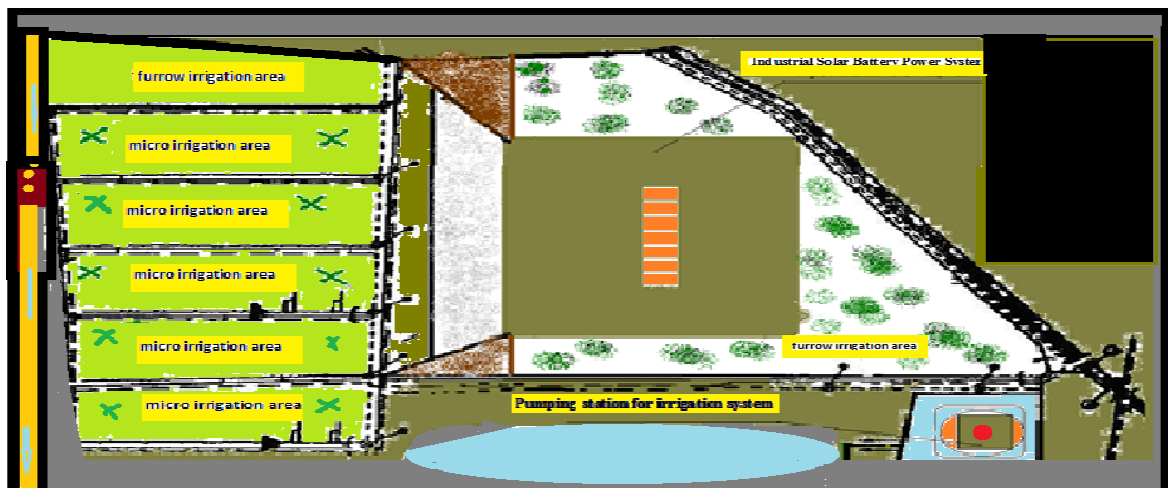 Industrial Solar Battery Power System
furrow irrigation area
micro irrigation area
micro irrigation area
micro irrigation area
micro irrigation area
furrow irrigation area
micro irrigation area
Pumping station for irrigation system